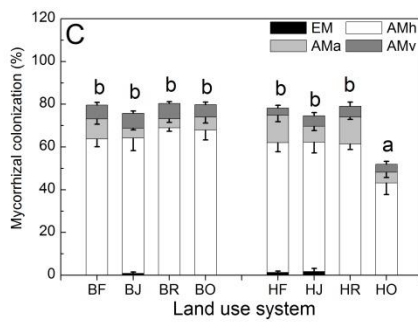 C
EM
AMh
AMa
AMv
Mycorrhizal colonization (%)
120
100
80
60
40
20
0
b b b b b b b a
BF BJ BR BO HF HJ HR HO
Land use system